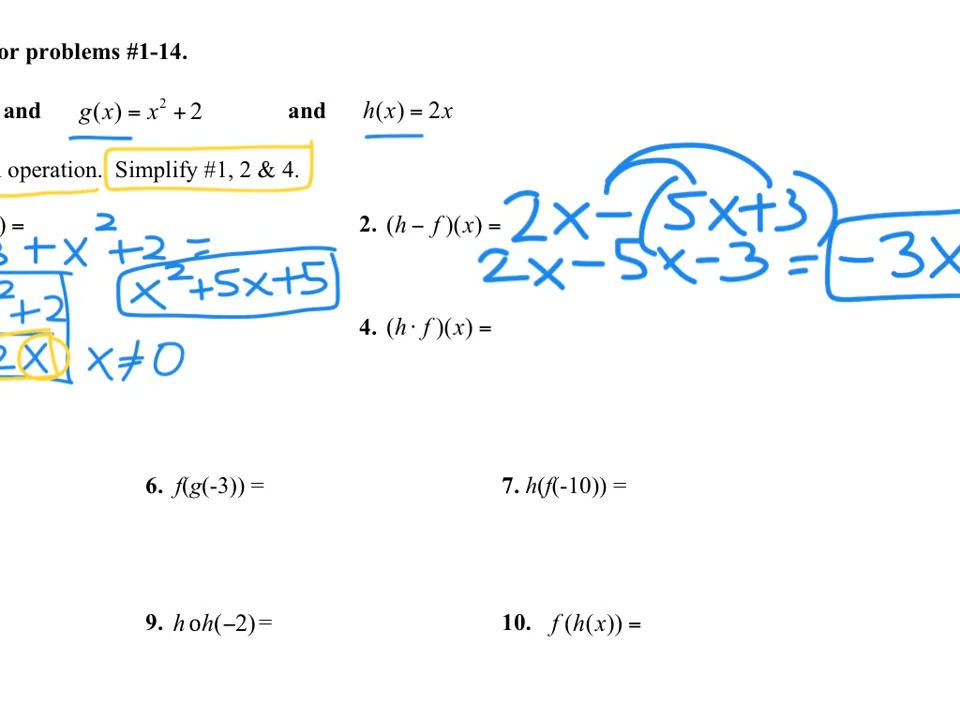 or problems #1-14.
and g(x) = x² + 2 and h(x) = 2x
operation. Simplify #1, 2 & 4.
) = 2. (h − f)(x) = 2x − (5x + 3)
+ x² + 2 = 2x − 5x − 3 = −3x
x² + 5x + 5
² + 2
2x x ≠ 0 4. (h · f)(x) =
6. f(g(-3)) = 7. h(f(-10)) =
9. h o h(−2) = 10. f(h(x)) =